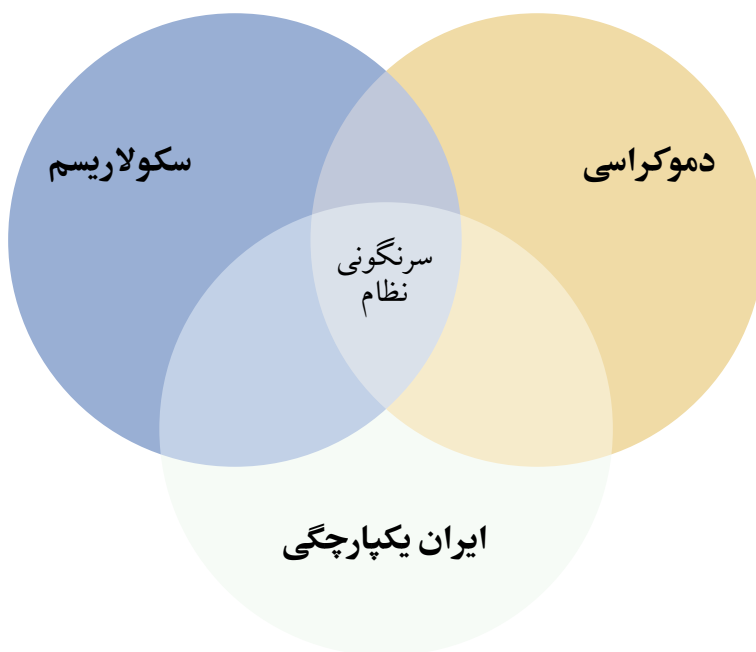 دموکراسی
سکولاریسم
سرنگونی
نظام
ایران یکپارچگی